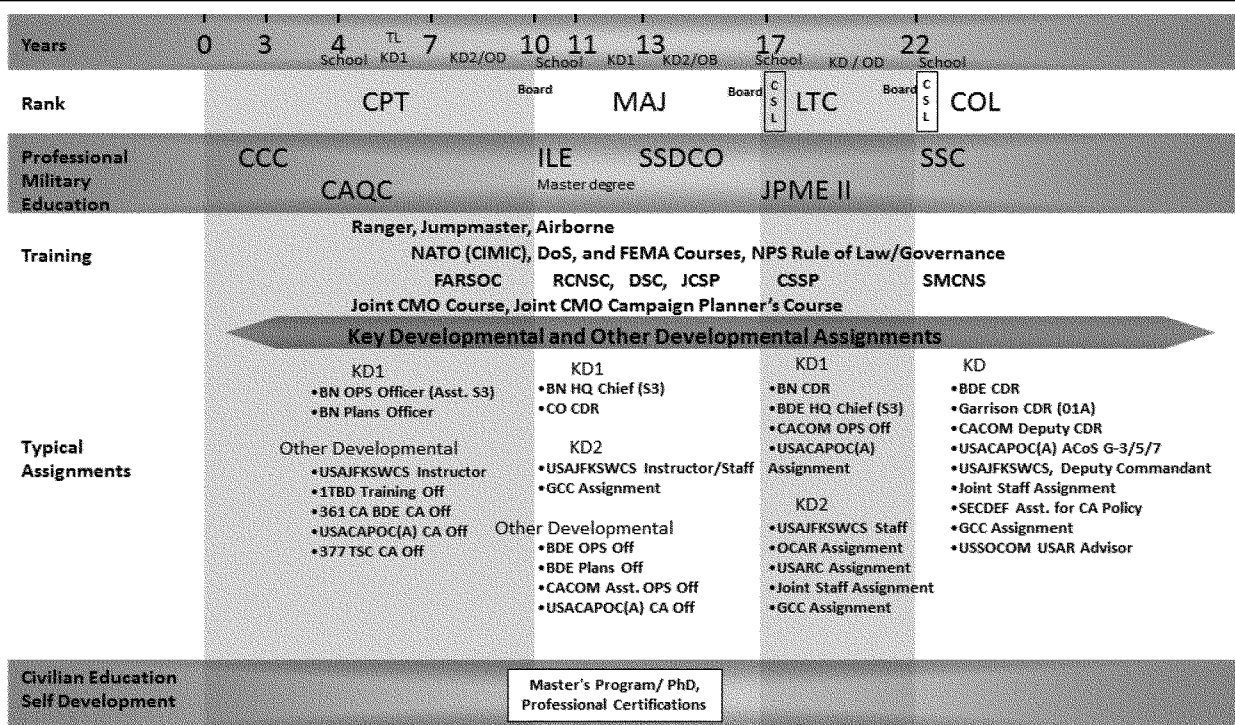 Years
0 3 4 7 10 11 13 17 22
TL
School KD1 KD2/OD School KD1 KD2/OB School KD / OD School
Rank
CPT Board MAJ Board CSL LTC Board CSL COL
Professional Military Education
CCC ILE SSDCO SSC
Master degree
CAQC JPME II
Training
Ranger, Jumpmaster, Airborne
NATO (CIMIC), DoS, and FEMA Courses, NPS Rule of Law/Governance
FARSOC RCNSC, DSC, JCSP CSSP SMCNS
Joint CMO Course, Joint CMO Campaign Planner's Course
Key Developmental and Other Developmental Assignments
Typical Assignments
KD1
•BN OPS Officer (Asst. S3)
•BN Plans Officer
Other Developmental
•USAJFKSWCS Instructor
•1TBD Training Off
•361 CA BDE CA Off
•USACAPOC(A) CA Off
•377 TSC CA Off
KD1
•BN HQ Chief (S3)
•CO CDR
KD2
•USAJFKSWCS Instructor/Staff
•GCC Assignment
Other Developmental
•BDE OPS Off
•BDE Plans Off
•CACOM Asst. OPS Off
•USACAPOC(A) CA Off
KD1
•BN CDR
•BDE HQ Chief (S3)
•CACOM OPS Off
•USACAPOC(A)
Assignment
KD2
•USAJFKSWCS Staff
•OCAR Assignment
•USARC Assignment
•Joint Staff Assignment
•GCC Assignment
KD
•BDE CDR
•Garrison CDR (01A)
•CACOM Deputy CDR
•USACAPOC(A) ACoS G-3/5/7
•USAJFKSWCS, Deputy Commandant
•Joint Staff Assignment
•SECDEF Asst. for CA Policy
•GCC Assignment
•USSOCOM USAR Advisor
Civilian Education
Self Development
Master's Program/ PhD,
Professional Certifications